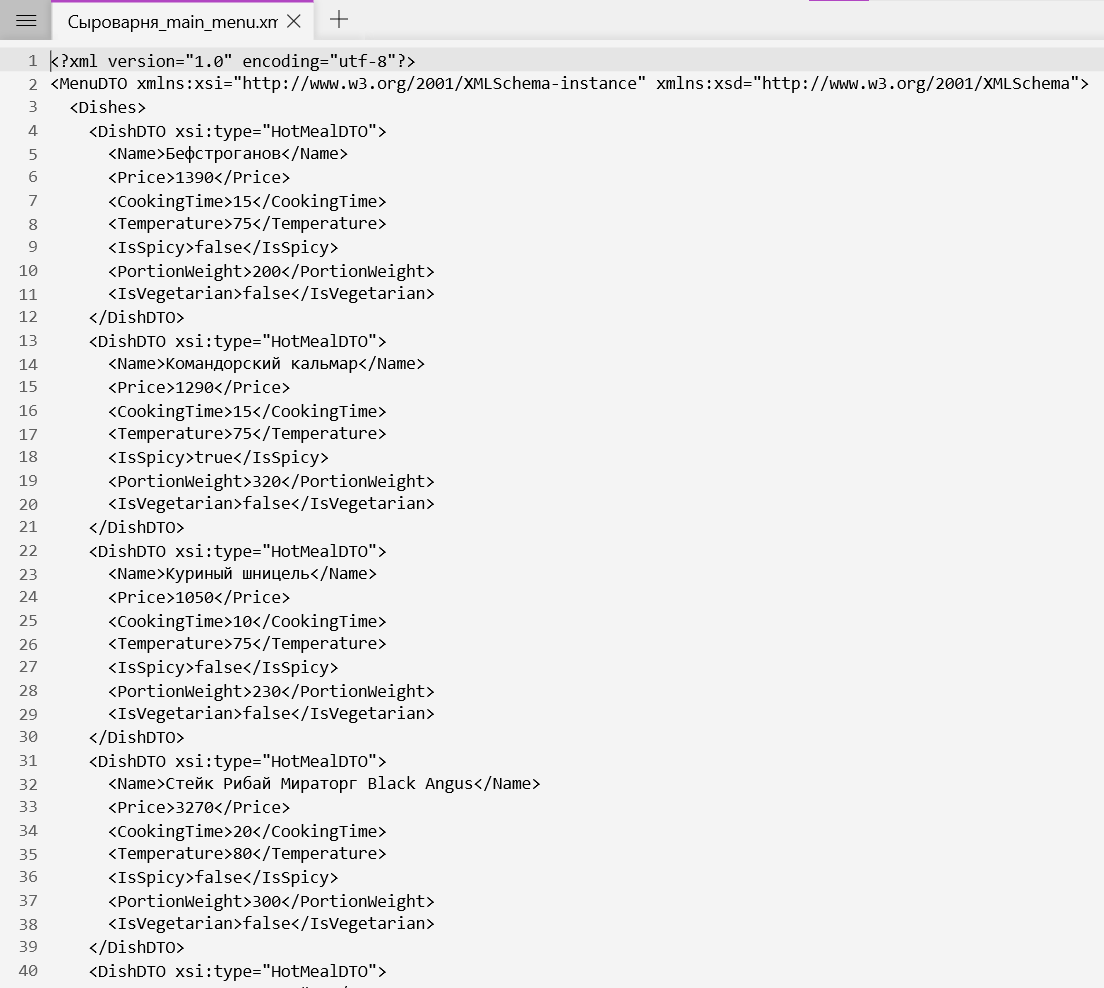 Сыроварня_main_menu.xm
1 <?xml version="1.0" encoding="utf-8"?>
2 <MenuDTO xmlns:xsi="http://www.w3.org/2001/XMLSchema-instance" xmlns:xsd="http://www.w3.org/2001/XMLSchema">
3 <Dishes>
4 <DishDTO xsi:type="HotMealDTO">
5 <Name>Бефстроганов</Name>
6 <Price>1390</Price>
7 <CookingTime>15</CookingTime>
8 <Temperature>75</Temperature>
9 <IsSpicy>false</IsSpicy>
10 <PortionWeight>200</PortionWeight>
11 <IsVegetarian>false</IsVegetarian>
12 </DishDTO>
13 <DishDTO xsi:type="HotMealDTO">
14 <Name>Командорский кальмар</Name>
15 <Price>1290</Price>
16 <CookingTime>15</CookingTime>
17 <Temperature>75</Temperature>
18 <IsSpicy>true</IsSpicy>
19 <PortionWeight>320</PortionWeight>
20 <IsVegetarian>false</IsVegetarian>
21 </DishDTO>
22 <DishDTO xsi:type="HotMealDTO">
23 <Name>Куриный шницель</Name>
24 <Price>1050</Price>
25 <CookingTime>10</CookingTime>
26 <Temperature>75</Temperature>
27 <IsSpicy>false</IsSpicy>
28 <PortionWeight>230</PortionWeight>
29 <IsVegetarian>false</IsVegetarian>
30 </DishDTO>
31 <DishDTO xsi:type="HotMealDTO">
32 <Name>Стейк Рибай Мираторг Black Angus</Name>
33 <Price>3270</Price>
34 <CookingTime>20</CookingTime>
35 <Temperature>80</Temperature>
36 <IsSpicy>false</IsSpicy>
37 <PortionWeight>300</PortionWeight>
38 <IsVegetarian>false</IsVegetarian>
39 </DishDTO>
40 <DishDTO xsi:type="HotMealDTO">